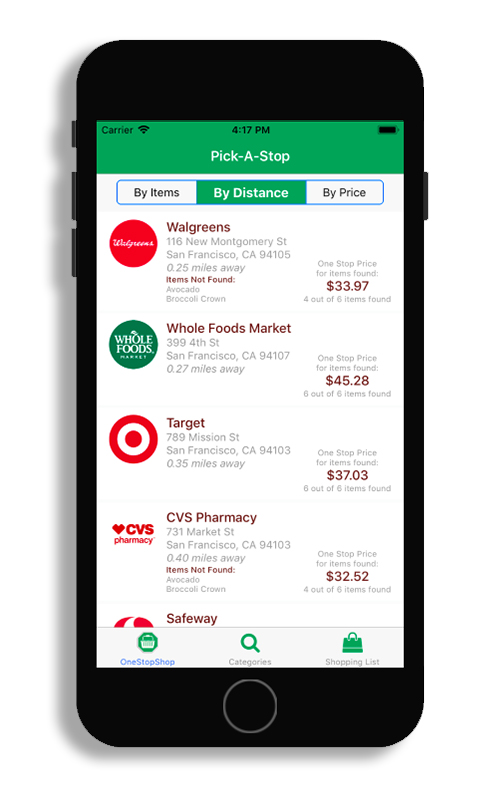 Carrier 4:17 PM
Pick-A-Stop
By Items By Distance By Price
Walgreens
Walgreens
116 New Montgomery St
San Francisco, CA 94105
0.25 miles away
Items Not Found:
Avocado
Broccoli Crown
One Stop Price
for items found:
$33.97
4 out of 6 items found
WHOLE
FOODS
MARKET
Whole Foods Market
399 4th St
San Francisco, CA 94107
0.27 miles away
One Stop Price
for items found:
$45.28
6 out of 6 items found
Target
789 Mission St
San Francisco, CA 94103
0.35 miles away
One Stop Price
for items found:
$37.03
6 out of 6 items found
CVS
pharmacy
CVS Pharmacy
731 Market St
San Francisco, CA 94103
0.40 miles away
Items Not Found:
Avocado
Broccoli Crown
One Stop Price
for items found:
$32.52
4 out of 6 items found
Safeway
OneStopShop Categories Shopping List